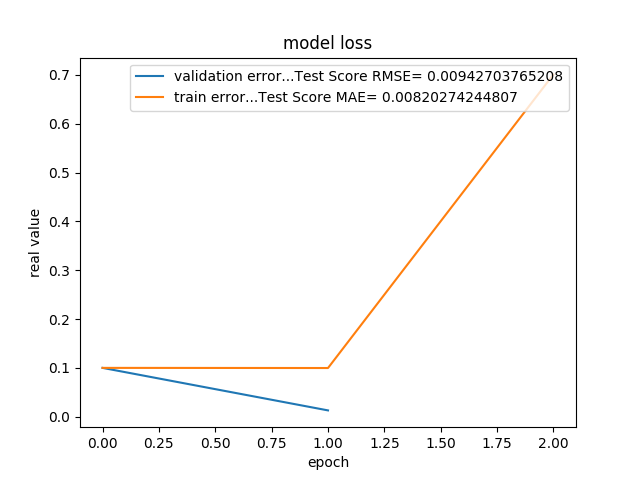 model loss
validation error...Test Score RMSE= 0.00942703765208
train error...Test Score MAE= 0.00820274244807
real value
0.7
0.6
0.5
0.4
0.3
0.2
0.1
0.0
0.00 0.25 0.50 0.75 1.00 1.25 1.50 1.75 2.00
epoch